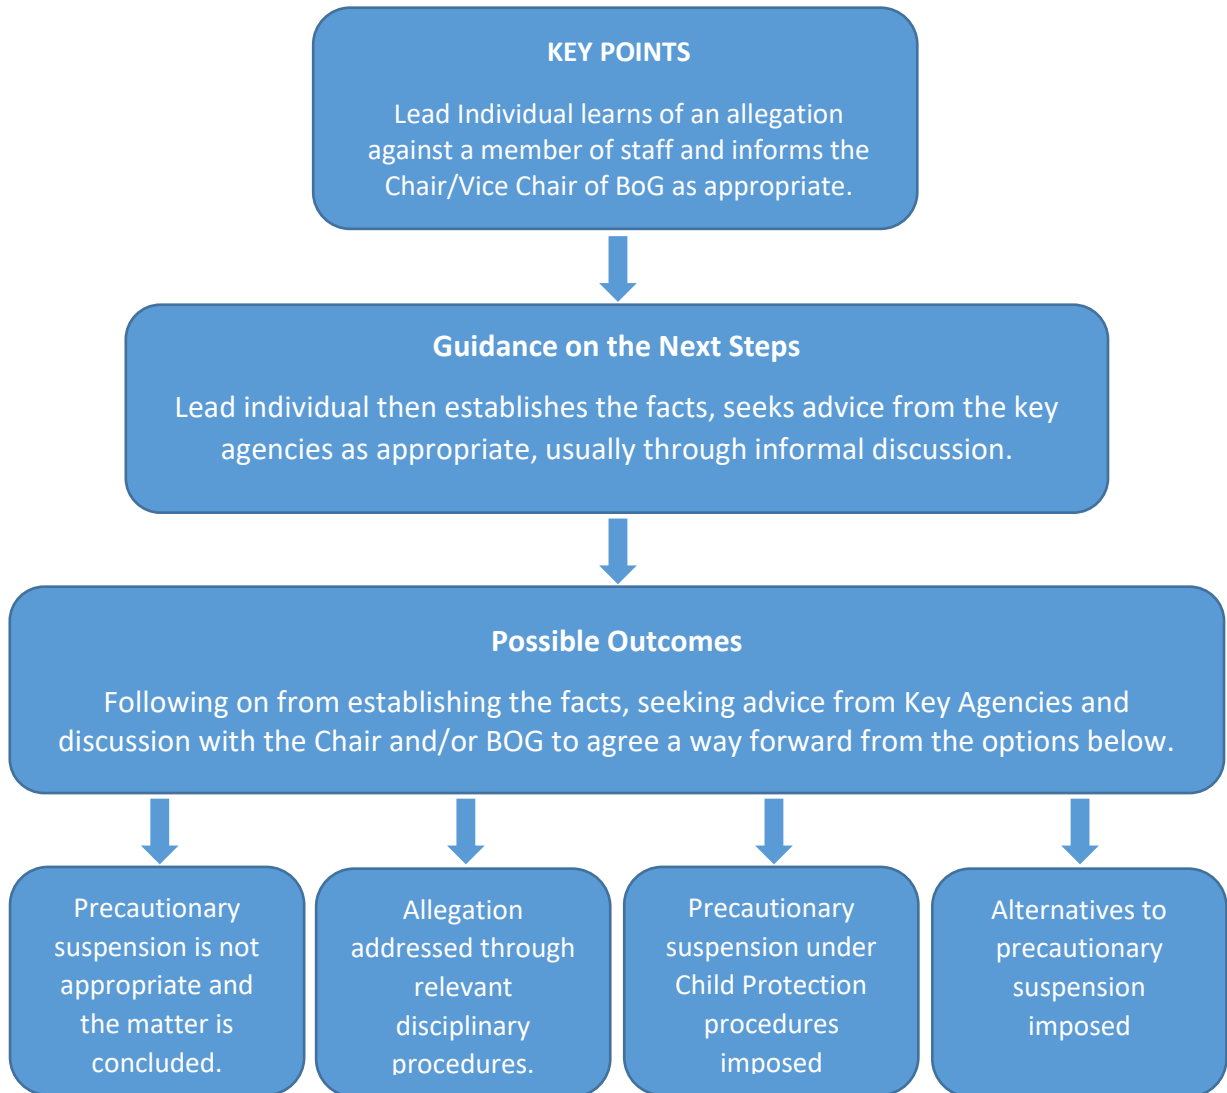 KEY POINTS
Lead Individual learns of an allegation
against a member of staff and informs the
Chair/Vice Chair of BoG as appropriate.
Guidance on the Next Steps
Lead individual then establishes the facts, seeks advice from the key
agencies as appropriate, usually through informal discussion.
Possible Outcomes
Following on from establishing the facts, seeking advice from Key Agencies and
discussion with the Chair and/or BOG to agree a way forward from the options below.
Precautionary
suspension is not
appropriate and
the matter is
concluded.
Allegation
addressed through
relevant
disciplinary
procedures.
Precautionary
suspension under
Child Protection
procedures
imposed
Alternatives to
precautionary
suspension
imposed